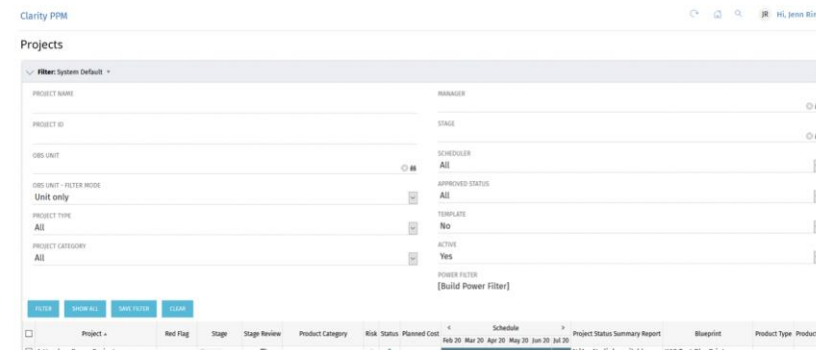 Clarity PPM
JR Hi, Jenn Rin
Projects
Filter: System Default
PROJECT NAME
PROJECT ID
OBS UNIT
OBS UNIT - FILTER MODE
Unit only
PROJECT TYPE
All
PROJECT CATEGORY
All
MANAGER
STAGE
SCHEDULER
All
APPROVED STATUS
All
TEMPLATE
No
ACTIVE
Yes
POWER FILTER
[Build Power Filter]
FILTER SHOW ALL SAVE FILTER CLEAR
Project Red Flag Stage Stage Review Product Category Risk Status Planned Cost < Schedule > Project Status Summary Report Blueprint Product Type Product
Feb 20 Mar 20 Apr 20 May 20 Jun 20 Jul 20